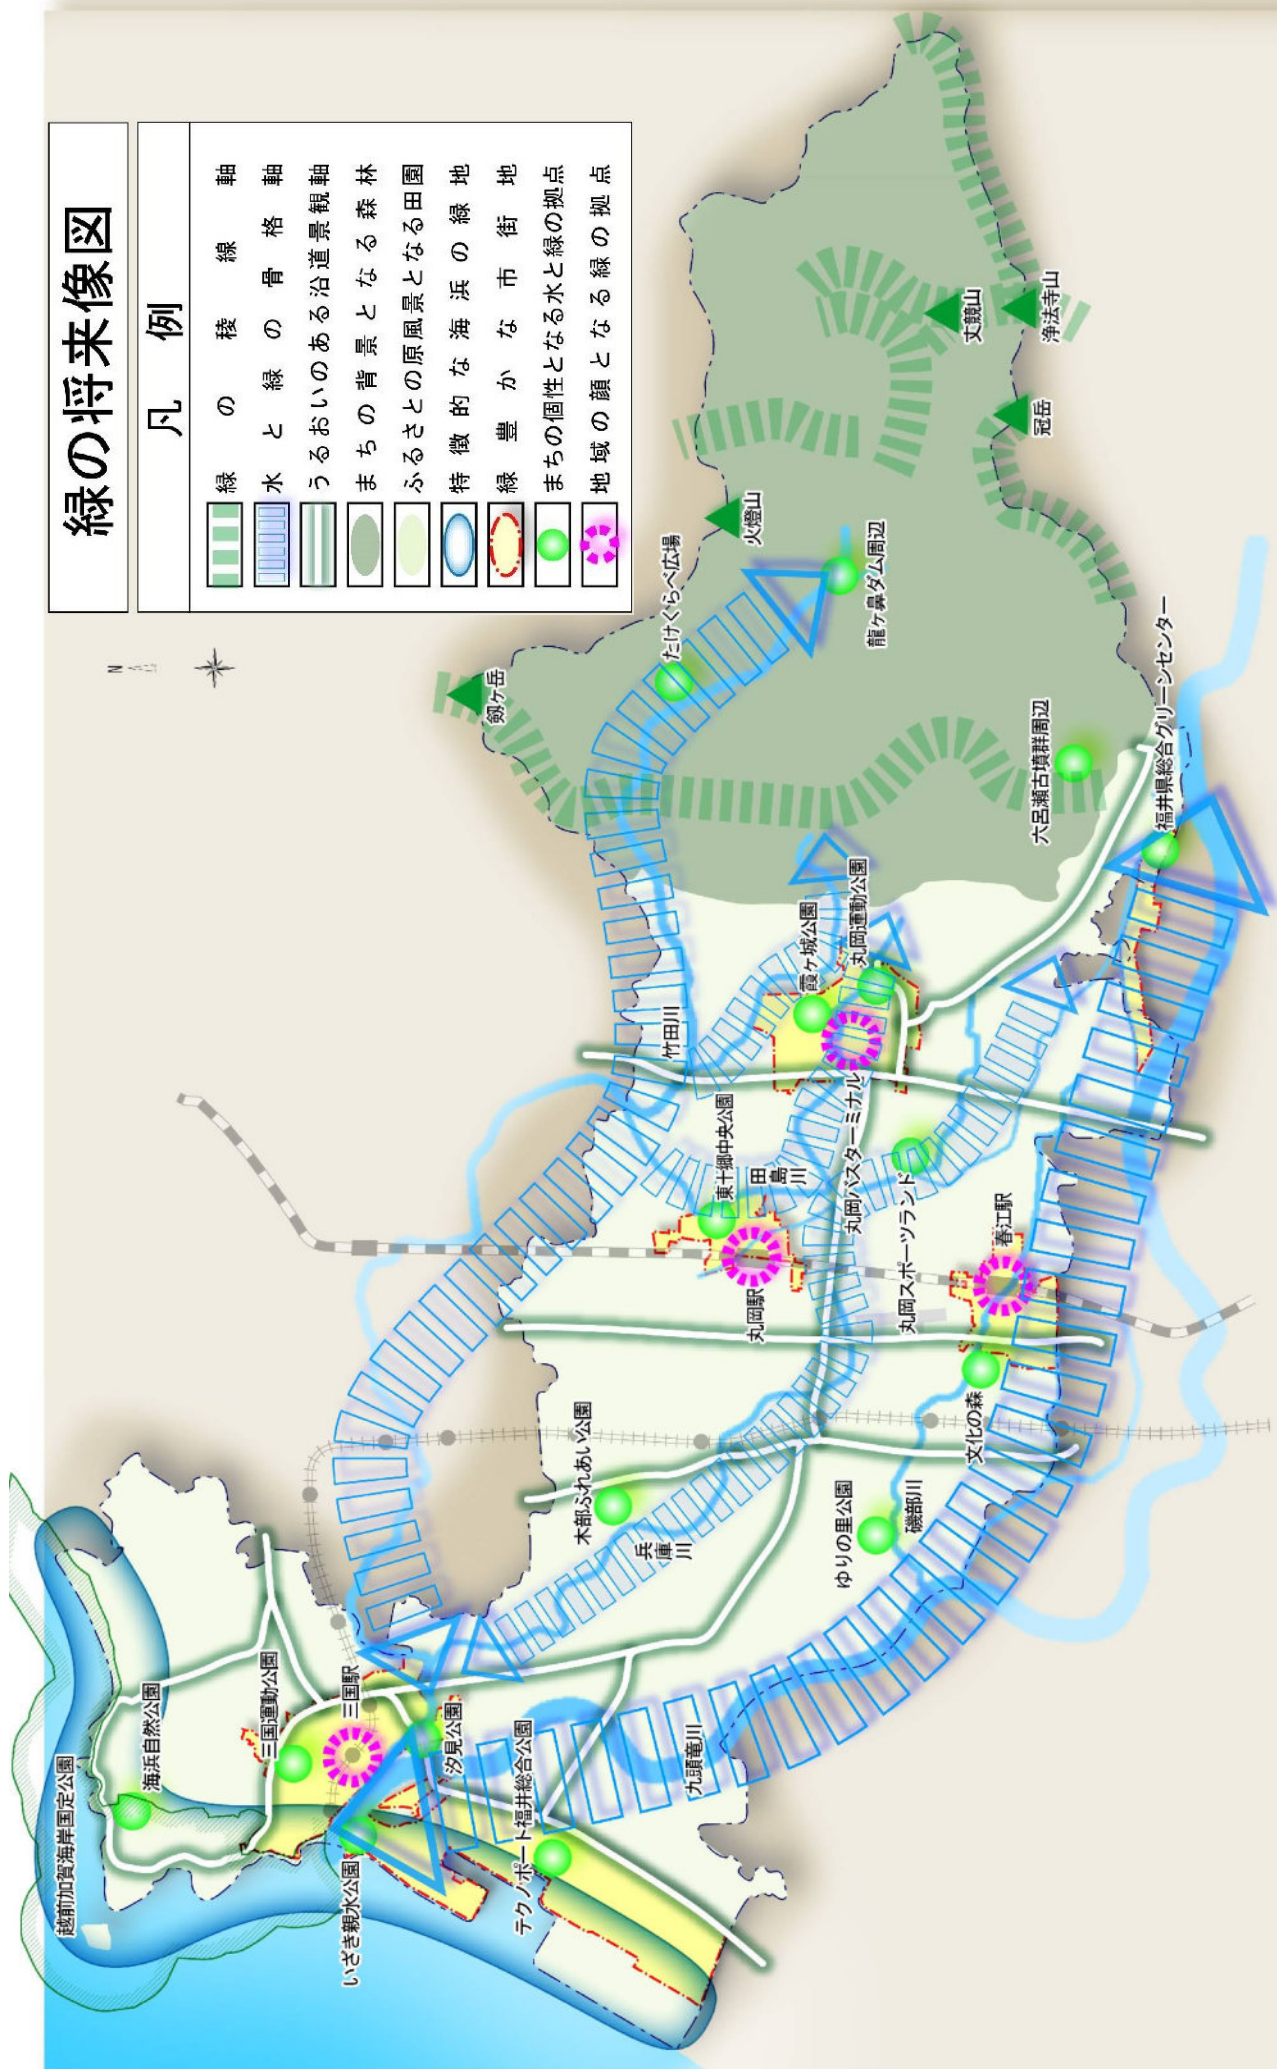 緑の将来像図
凡例
緑の稜線軸
水と緑の骨格軸
うるおいのある沿道景観軸
まちの背景となる森林
ふるさとの原風景となる田園
特徴的な海浜の緑地
緑豊かな市街地
まちの個性となる水と緑の拠点
地域の顔となる緑の拠点
N
越前加賀海岸国定公園
海浜自然公園
三国運動公園
三国駅
いざき親水公園
汐見公園
テクノポート福井総合公園
九頭竜川
木部ふれあい公園
兵庫川
ゆりの里公園
磯部川
文化の森
春江駅
丸岡駅
東十郷中央公園
田島川
丸岡バスターミナル
丸岡スポーツランド
竹田川
霞ヶ城公園
丸岡運動公園
剱ヶ岳
たけくらべ広場
火燈山
龍ヶ鼻ダム周辺
六呂瀬古墳群周辺
福井県総合グリーンセンター
丈競山
浄法寺山
冠岳